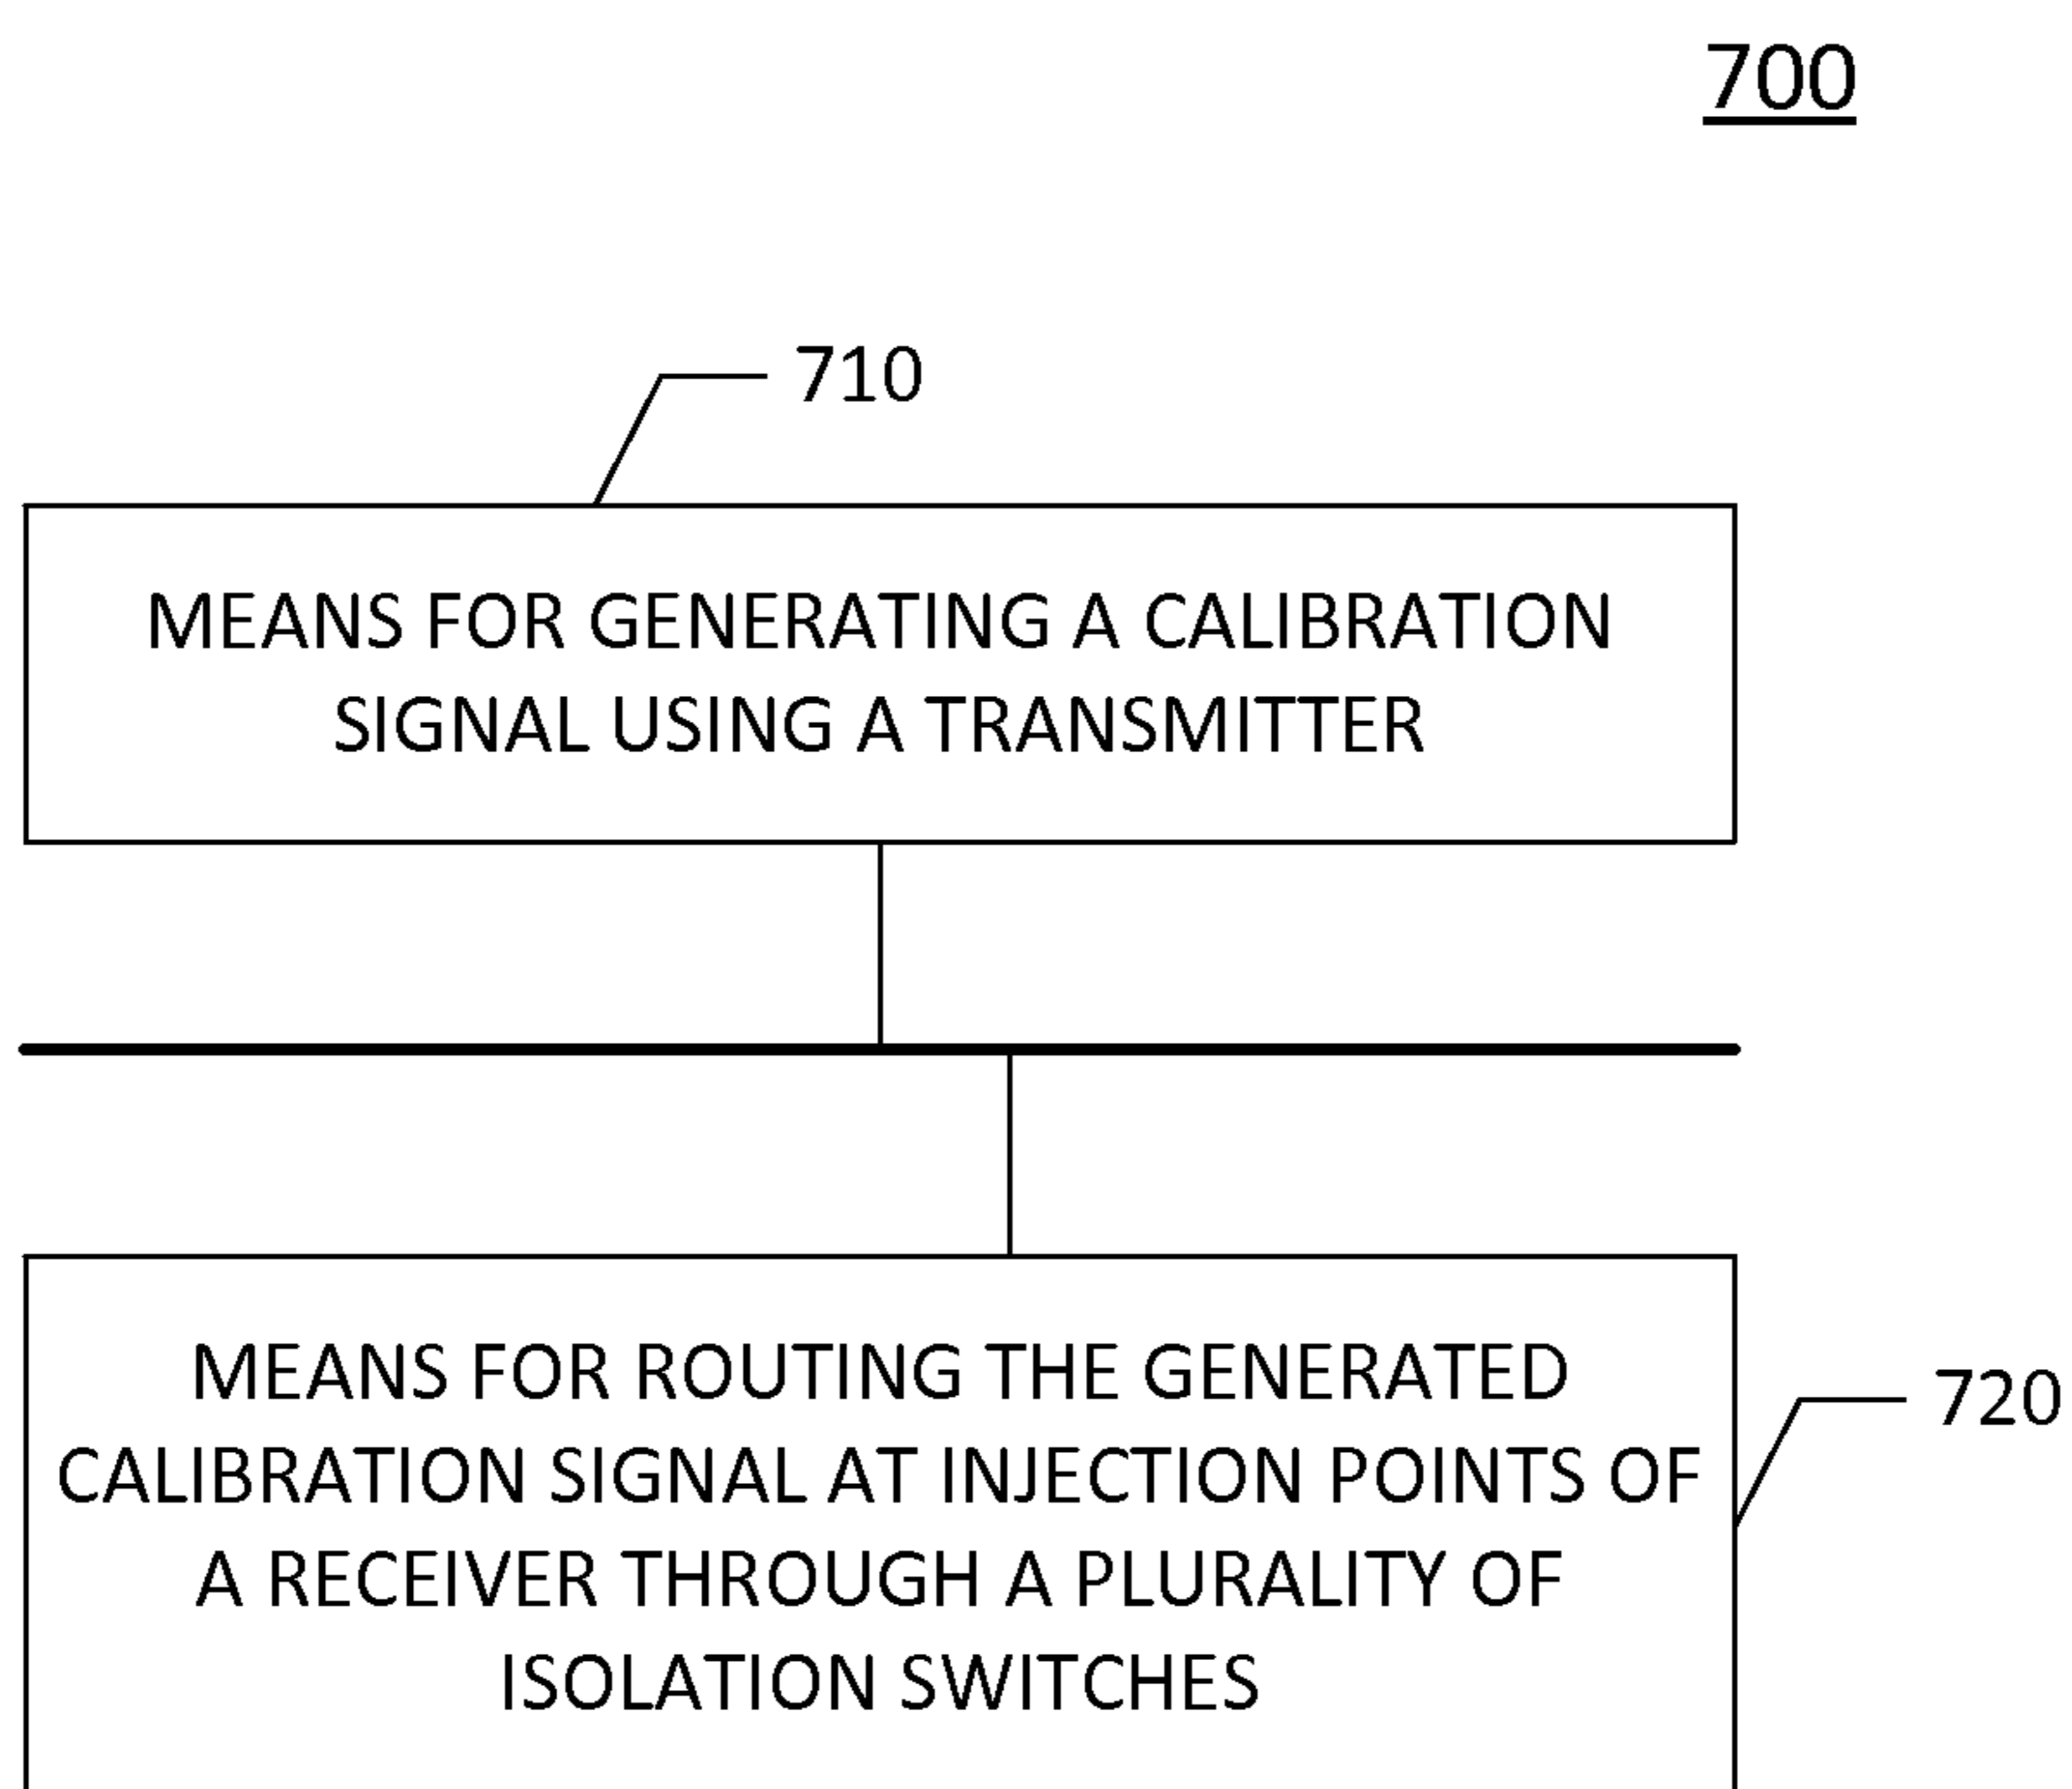 700
710
MEANS FOR GENERATING A CALIBRATION
SIGNAL USING A TRANSMITTER
MEANS FOR ROUTING THE GENERATED
CALIBRATION SIGNAL AT INJECTION POINTS OF
A RECEIVER THROUGH A PLURALITY OF
ISOLATION SWITCHES
720